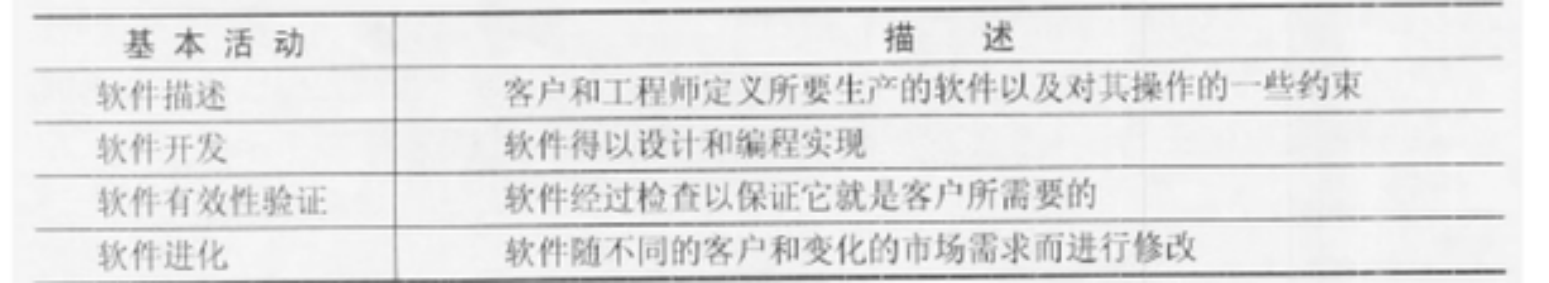 基本活动 描述
软件描述 客户和工程师定义所要生产的软件以及对其操作的一些约束
软件开发 软件得以设计和编程实现
软件有效性验证 软件经过检查以保证它就是客户所需要的
软件进化 软件随不同的客户和变化的市场需求而进行修改